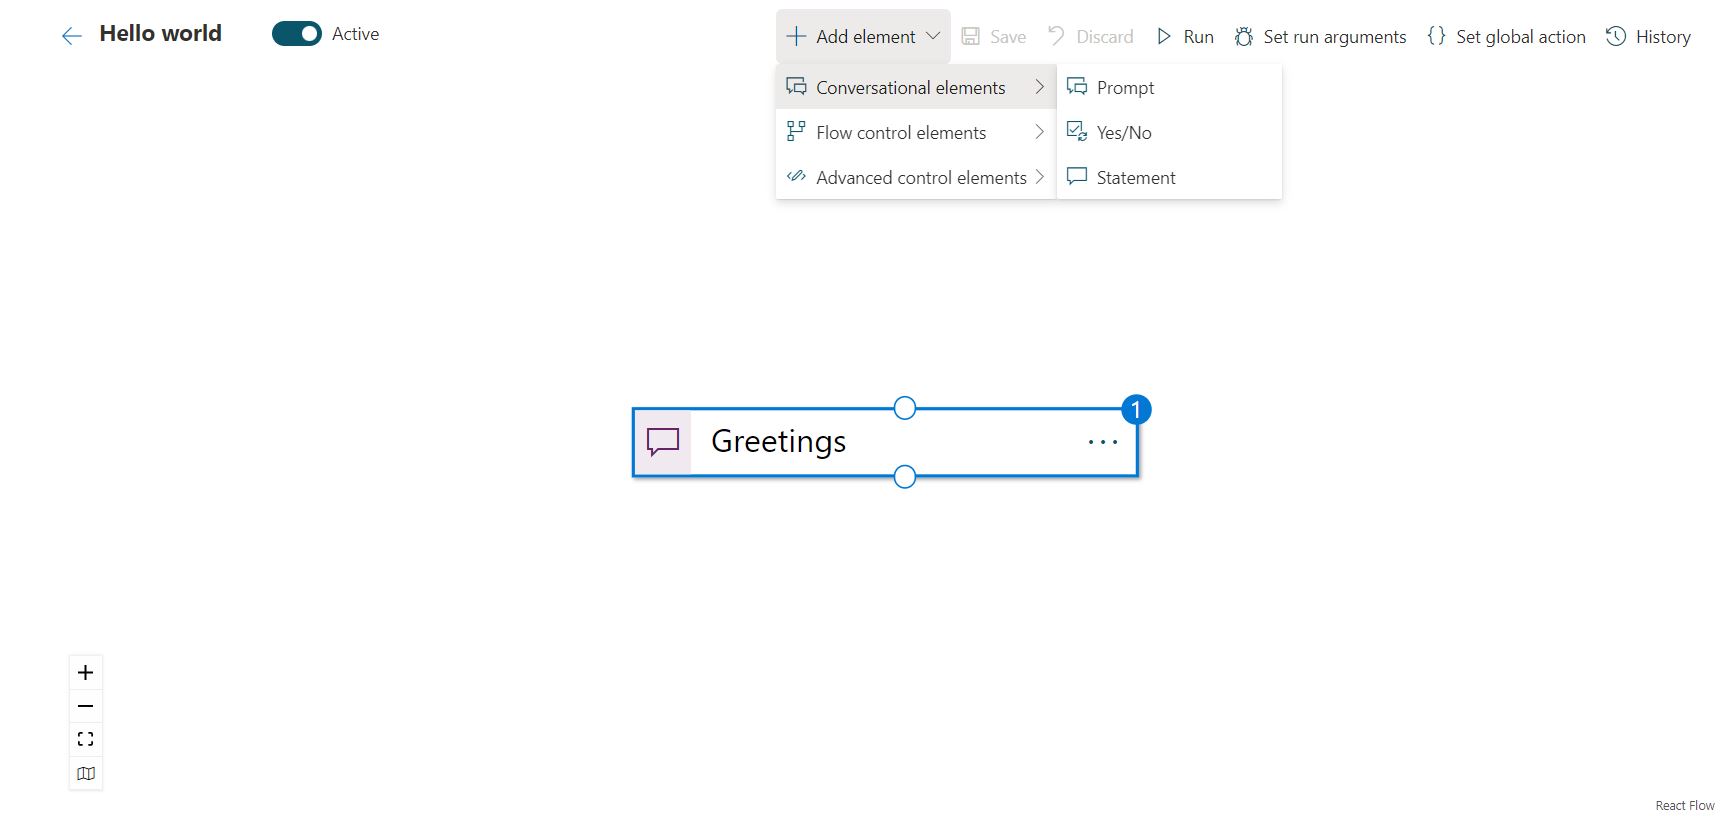 Hello world
Active
Add element
Save
Discard
Run
Set run arguments
{} Set global action
History
Conversational elements
Prompt
Flow control elements
Yes/No
Advanced control elements
Statement
1
Greetings
...
React Flow